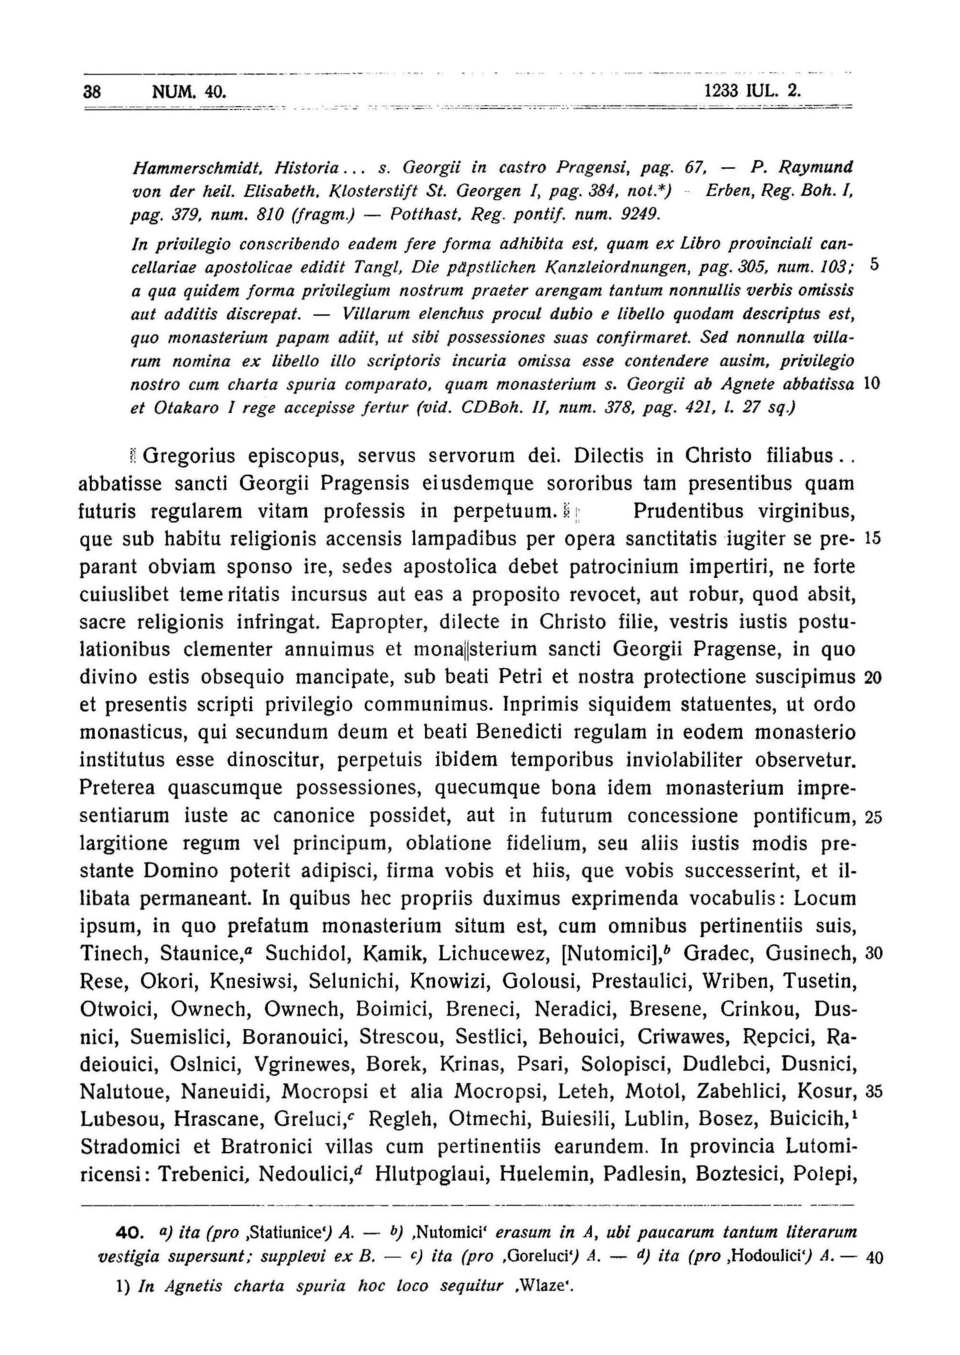 38 NUM. 40. 1233 IUL. 2.
Hammerschmidt, Historia... s. Georgii in castro Pragensi, pag. 67, — P. Raymund
von der heil. Elisabeth, Klosterstift St. Georgen I, pag. 384, not.*) - Erben, Reg. Boh. I,
pag. 379, num. 810 (fragm.) — Potthast, Reg. pontif. num. 9249.
In privilegio conscribendo eadem fere forma adhibita est, quam ex Libro provinciali can-
cellariae apostolicae edidit Tangl, Die päpstlichen Kanzleiordnungen, pag. 305, num. 103; 5
a qua quidem forma privilegium nostrum praeter arengam tantum nonnullis verbis omissis
aut additis discrepat. — Villarum elenchus procul dubio e libello quodam descriptus est,
quo monasterium papam adiit, ut sibi possessiones suas confirmaret. Sed nonnulla villa-
rum nomina ex libello illo scriptoris incuria omissa esse contendere ausim, privilegio
nostro cum charta spuria comparato, quam monasterium s. Georgii ab Agnete abbatissa 10
et Otakaro I rege accepisse fertur (vid. CDBoh. II, num. 378, pag. 421, l. 27 sq.)
Gregorius episcopus, servus servorum dei. Dilectis in Christo filiabus . .
abbatisse sancti Georgii Pragensis eiusdemque sororibus tam presentibus quam
futuris regularem vitam professis in perpetuum. Prudentibus virginibus,
que sub habitu religionis accensis lampadibus per opera sanctitatis iugiter se pre- 15
parant obviam sponso ire, sedes apostolica debet patrocinium impertiri, ne forte
cuiuslibet temeritatis incursus aut eas a proposito revocet, aut robur, quod absit,
sacre religionis infringat. Eapropter, dilecte in Christo filie, vestris iustis postu-
lationibus clementer annuimus et mona||sterium sancti Georgii Pragense, in quo
divino estis obsequio mancipate, sub beati Petri et nostra protectione suscipimus 20
et presentis scripti privilegio communimus. Inprimis siquidem statuentes, ut ordo
monasticus, qui secundum deum et beati Benedicti regulam in eodem monasterio
institutus esse dinoscitur, perpetuis ibidem temporibus inviolabiliter observetur.
Preterea quascumque possessiones, quecumque bona idem monasterium impre-
sentiarum iuste ac canonice possidet, aut in futurum concessione pontificum, 25
largitione regum vel principum, oblatione fidelium, seu aliis iustis modis pre-
stante Domino poterit adipisci, firma vobis et hiis, que vobis successerint, et il-
libata permaneant. In quibus hec propriis duximus exprimenda vocabulis: Locum
ipsum, in quo prefatum monasterium situm est, cum omnibus pertinentiis suis,
Tinech, Staunice,a Suchidol, Kamik, Lichucewez, [Nutomici],b Gradec, Gusinech, 30
Rese, Okori, Knesiwsi, Selunichi, Knowizi, Golousi, Prestaulici, Wriben, Tusetin,
Otwoici, Ownech, Ownech, Boimici, Breneci, Neradici, Bresene, Crinkou, Dus-
nici, Suemislici, Boranouici, Strescou, Sestlici, Behouici, Criwawes, Repcici, Ra-
deiouici, Oslnici, Vgrinewes, Borek, Krinas, Psari, Solopisci, Dudlebci, Dusnici,
Nalutoue, Naneuidi, Mocropsi et alia Mocropsi, Leteh, Motol, Zabehlici, Kosur, 35
Lubesou, Hrascane, Greluci,c Regleh, Otmechi, Buiesili, Lublin, Bosez, Buicicih,1
Stradomici et Bratronici villas cum pertinentiis earundem. In provincia Lutomi-
ricensi: Trebenici, Nedoulici,d Hlutpoglaui, Huelemin, Padlesin, Boztesici, Polepi,
40. a) ita (pro ‚Statiunice‘) A. — b) ‚Nutomici‘ erasum in A, ubi paucarum tantum literarum
vestigia supersunt; supplevi ex B. — c) ita (pro ‚Goreluci‘) A. — d) ita (pro ‚Hodoulici‘) A. — 40
1) In Agnetis charta spuria hoc loco sequitur ‚Wlaze‘.